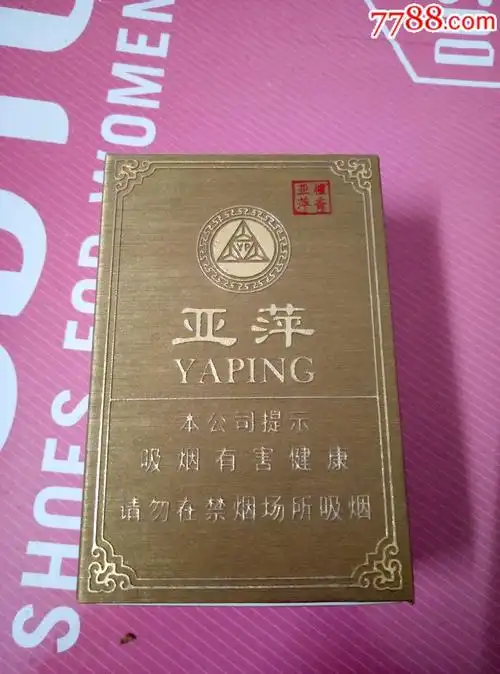 7788.com
SHOES FOR WOMEN
亚萍
YAPING
本公司提示
吸烟有害健康
请勿在禁烟场所吸烟